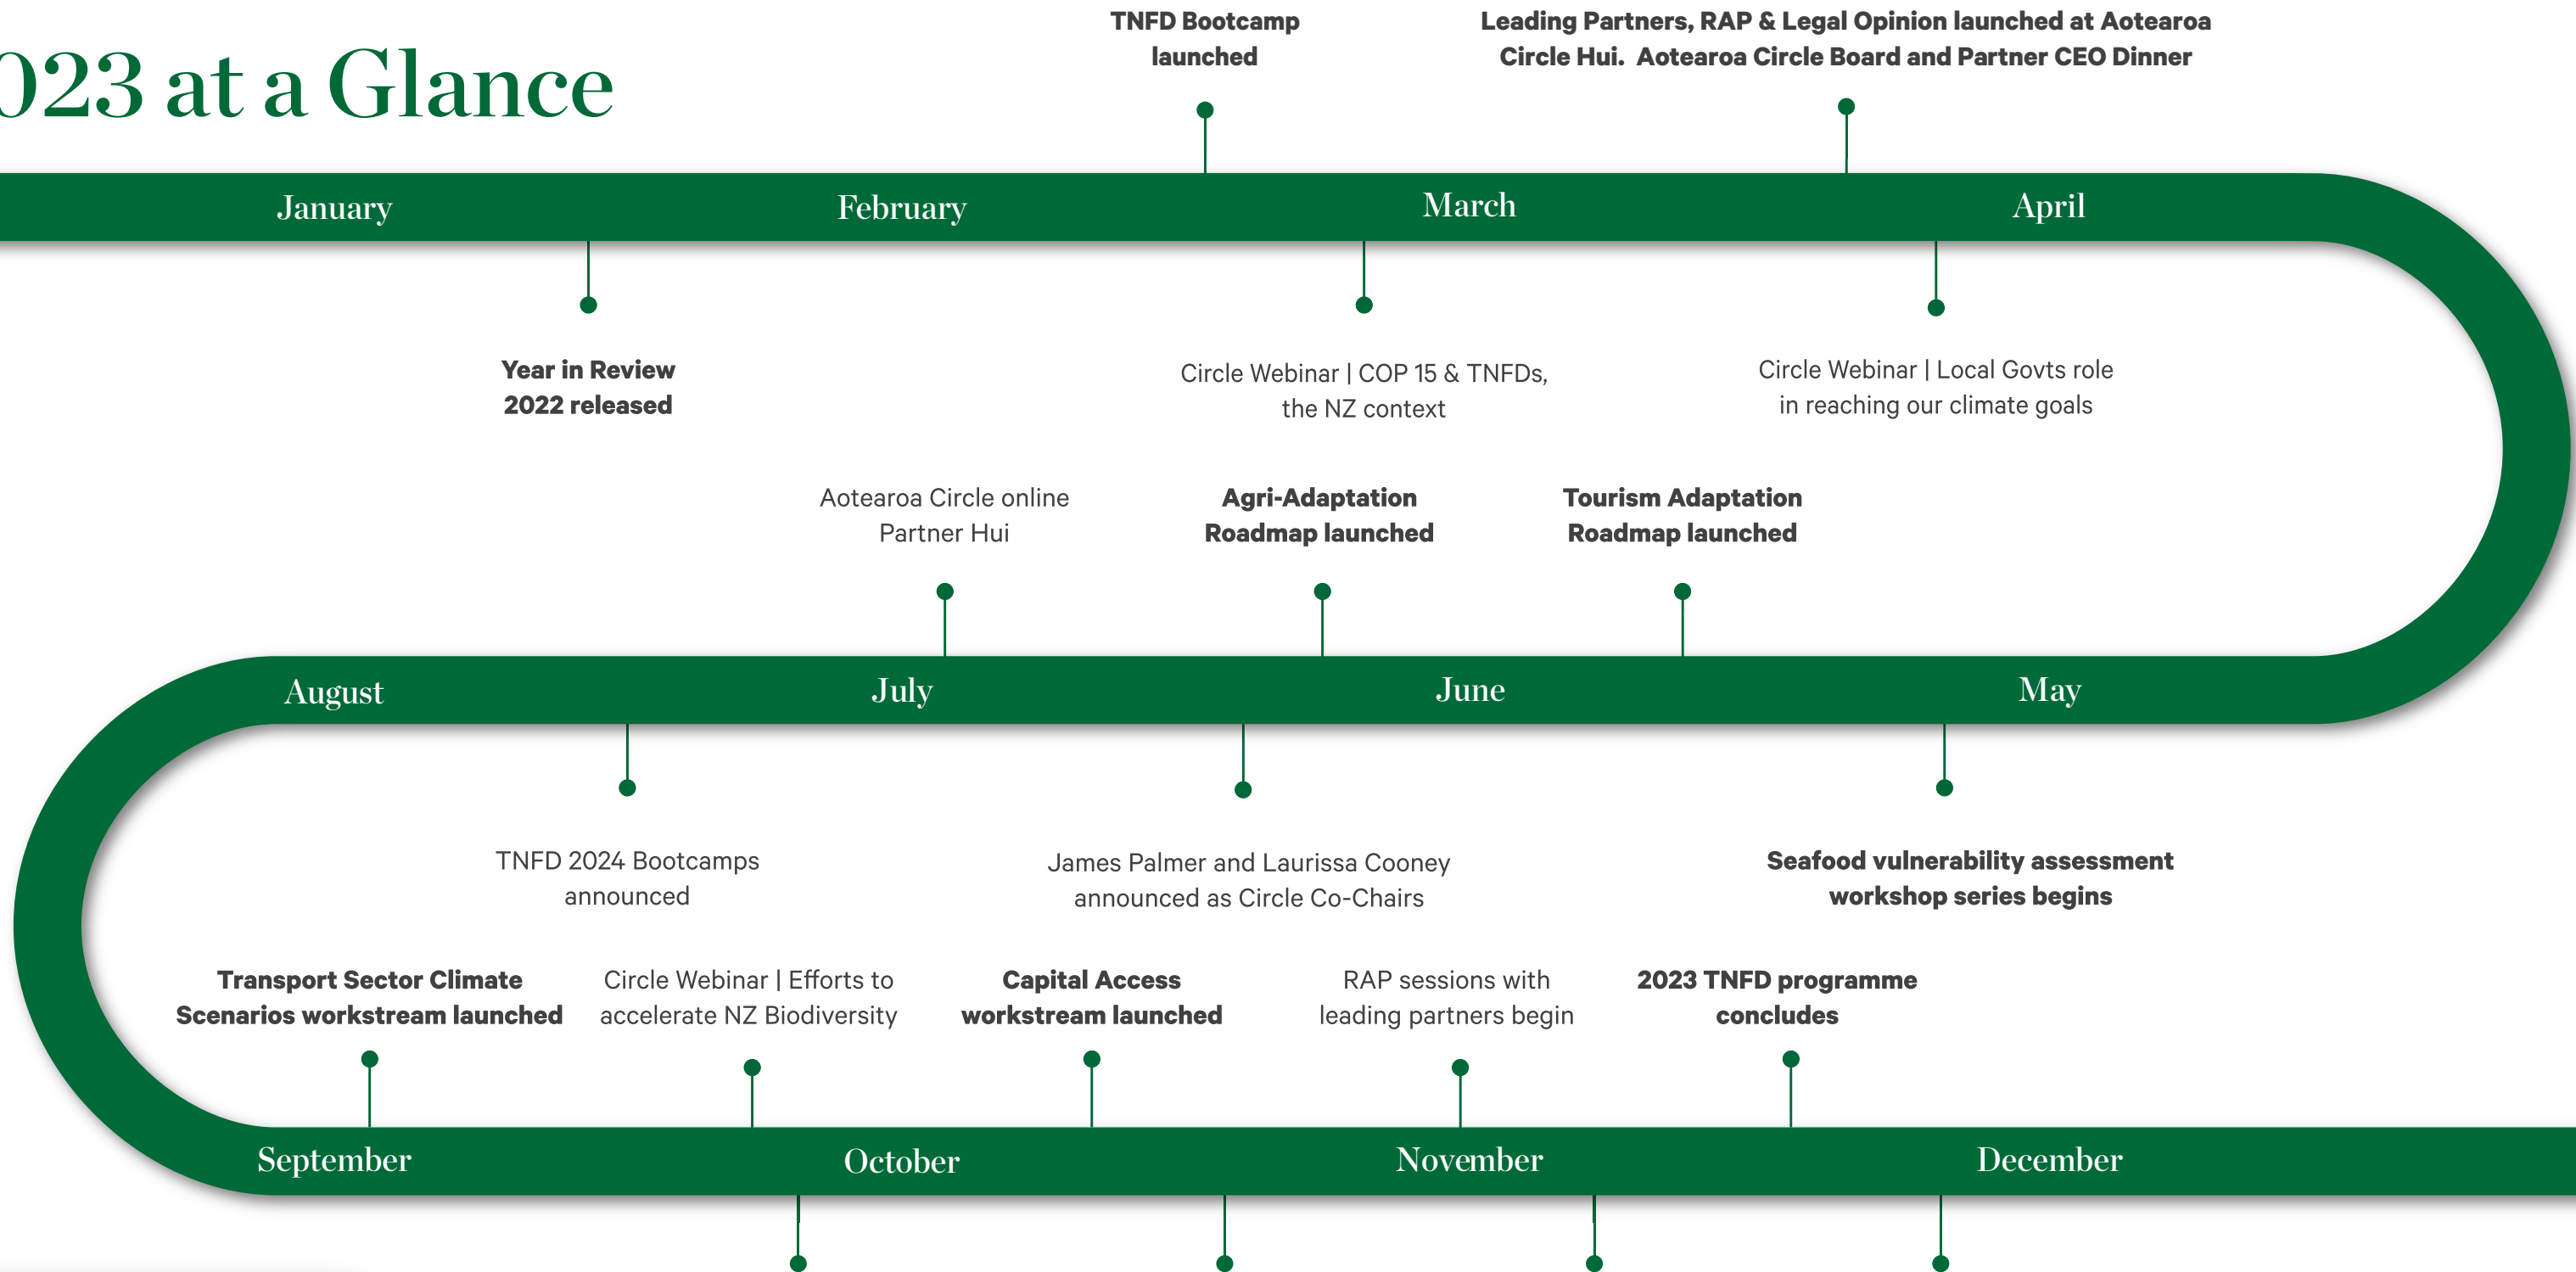 023 at a Glance
TNFD Bootcamp
launched
Leading Partners, RAP & Legal Opinion launched at Aotearoa
Circle Hui.  Aotearoa Circle Board and Partner CEO Dinner
January
February
March
April
Year in Review
2022 released
Circle Webinar | COP 15 & TNFDs,
the NZ context
Circle Webinar | Local Govts role
in reaching our climate goals
Aotearoa Circle online
Partner Hui
Agri-Adaptation
Roadmap launched
Tourism Adaptation
Roadmap launched
August
July
June
May
TNFD 2024 Bootcamps
announced
James Palmer and Laurissa Cooney
announced as Circle Co-Chairs
Seafood vulnerability assessment
workshop series begins
Transport Sector Climate
Scenarios workstream launched
Circle Webinar | Efforts to
accelerate NZ Biodiversity
Capital Access
workstream launched
RAP sessions with
leading partners begin
2023 TNFD programme
concludes
September
October
November
December